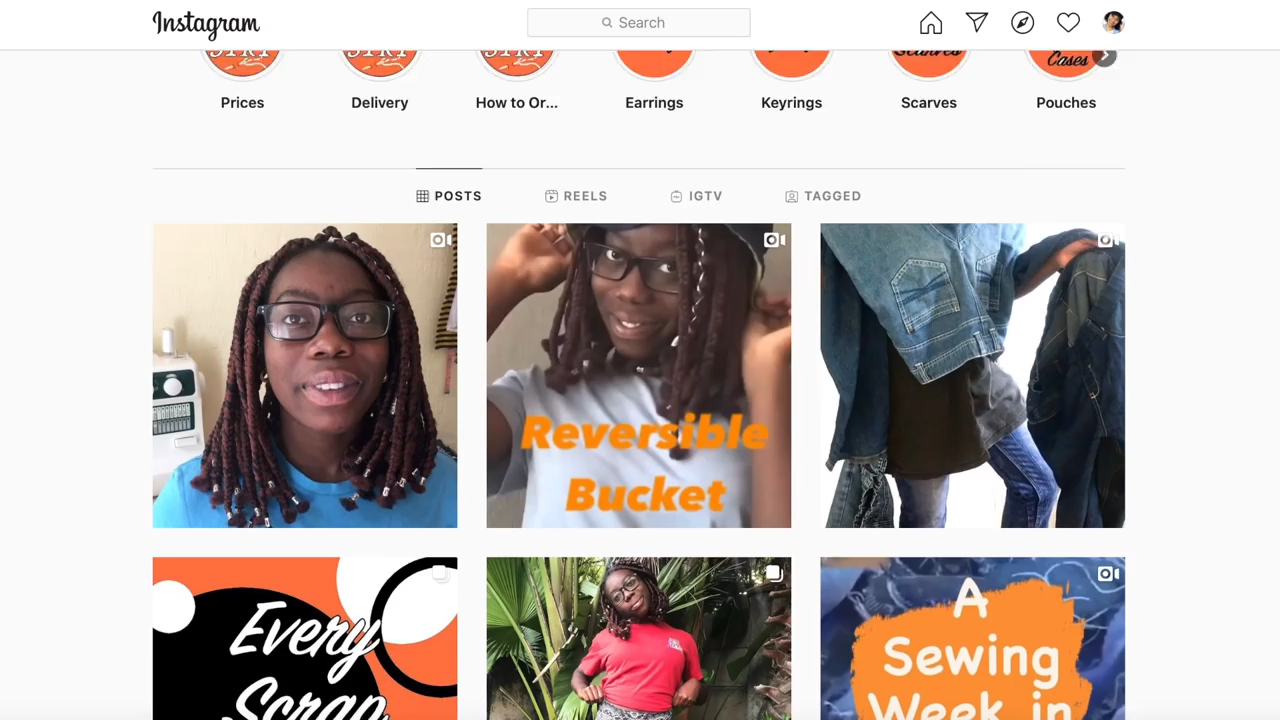 Instagram
Search
Prices
Delivery
How to Or...
Earrings
Keyrings
Scarves
Cases
Pouches
POSTS
REELS
IGTV
TAGGED
Reversible
Bucket
Every
Scrap
A
Sewing
Week in